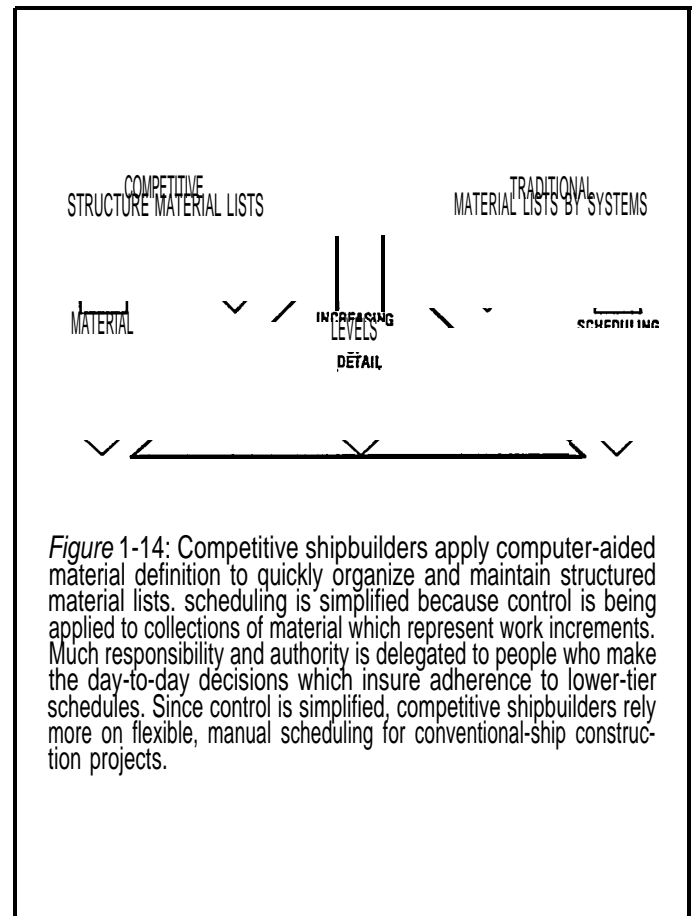 COMPETITIVE
STRUCTURE MATERIAL LISTS
TRADITIONAL
MATERIAL LISTS BY SYSTEMS
MATERIAL
INCREASING
LEVELS
DETAIL
SCHEDULING
Figure 1-14: Competitive shipbuilders apply computer-aided
material definition to quickly organize and maintain structured
material lists. scheduling is simplified because control is being
applied to collections of material which represent work increments.
Much responsibility and authority is delegated to people who make
the day-to-day decisions which insure adherence to lower-tier
schedules. Since control is simplified, competitive shipbuilders rely
more on flexible, manual scheduling for conventional-ship construc-
tion projects.